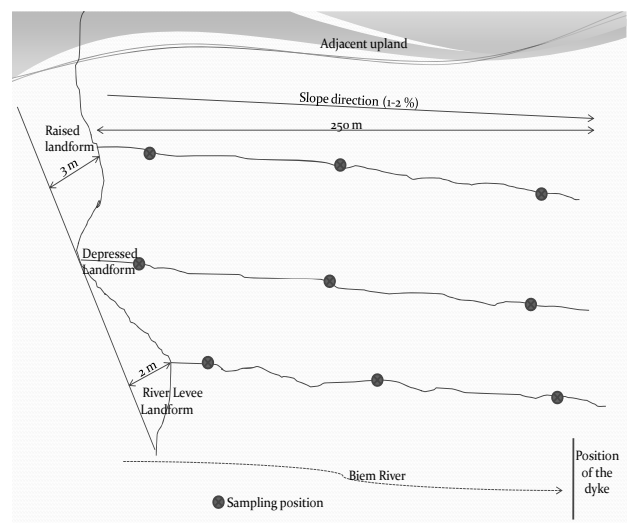 Adjacent upland
Slope direction (1-2 %)
250 m
Raised
landform
3 m
Depressed
Landform
2 m
River Levee
Landform
Biem River
Position
of the
dyke
Sampling position